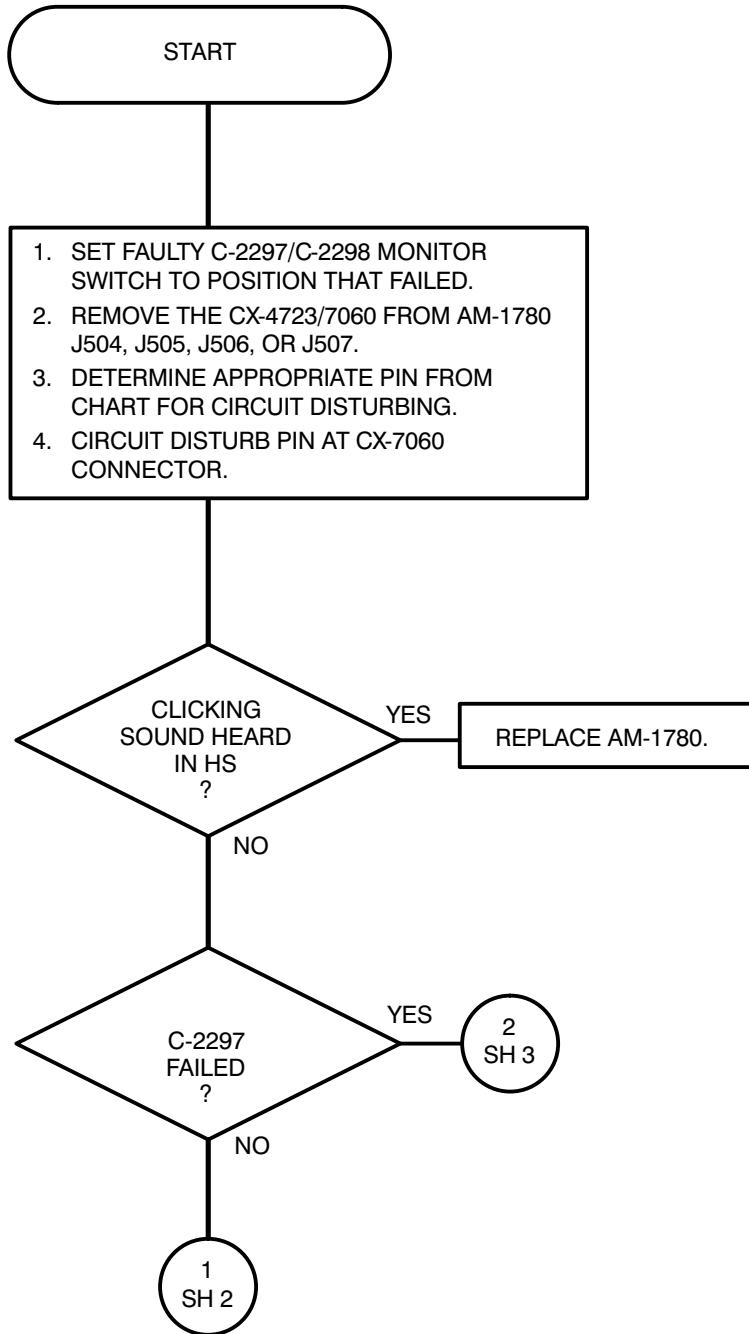 START
1. SET FAULTY C-2297/C-2298 MONITOR
SWITCH TO POSITION THAT FAILED.
2. REMOVE THE CX-4723/7060 FROM AM-1780
J504, J505, J506, OR J507.
3. DETERMINE APPROPRIATE PIN FROM
CHART FOR CIRCUIT DISTURBING.
4. CIRCUIT DISTURB PIN AT CX-7060
CONNECTOR.
CLICKING
SOUND HEARD
IN HS
?
YES
REPLACE AM-1780.
NO
C-2297
FAILED
?
YES
2
SH 3
NO
1
SH 2